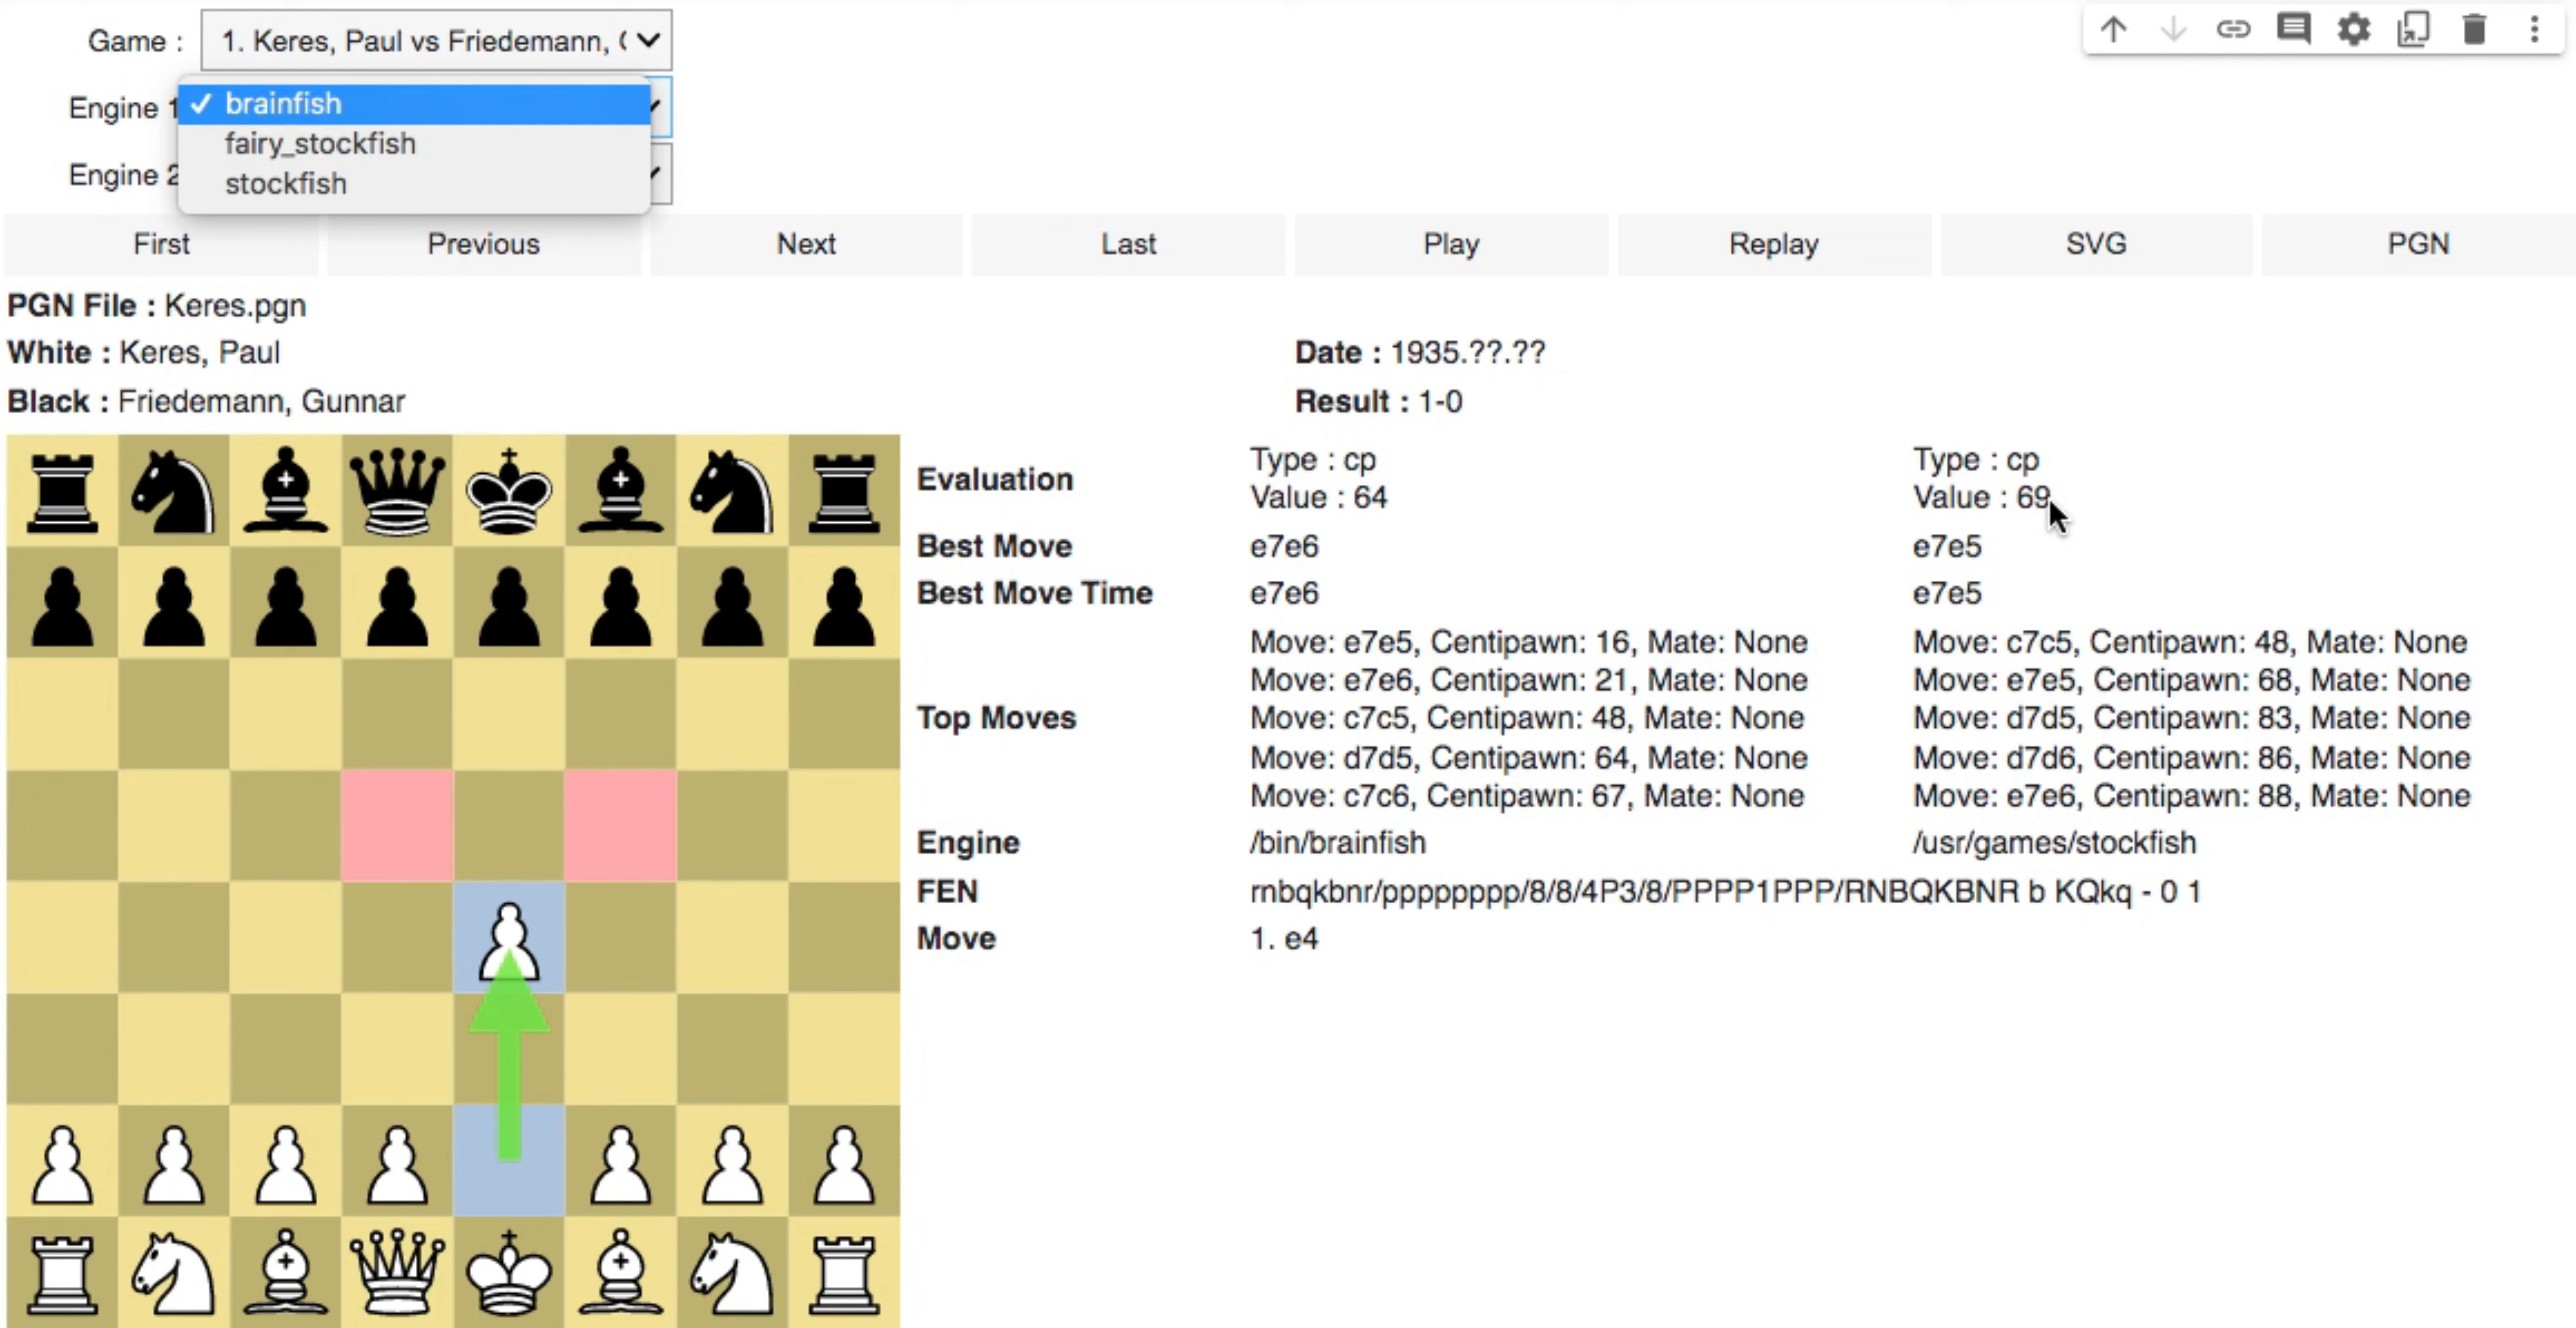 Game : 1. Keres, Paul vs Friedemann, (
Engine 1 brainfish
fairy_stockfish
Engine 2
stockfish
First Previous Next Last Play Replay SVG PGN
PGN File : Keres.pgn
White : Keres, Paul Date : 1935.??.??
Black : Friedemann, Gunnar Result : 1-0
Evaluation
Type : cp
Value : 64
Type : cp
Value : 69
Best Move e7e6 e7e5
Best Move Time e7e6 e7e5
Top Moves
Move: e7e5, Centipawn: 16, Mate: None
Move: e7e6, Centipawn: 21, Mate: None
Move: c7c5, Centipawn: 48, Mate: None
Move: d7d5, Centipawn: 64, Mate: None
Move: c7c6, Centipawn: 67, Mate: None
Move: c7c5, Centipawn: 48, Mate: None
Move: e7e5, Centipawn: 68, Mate: None
Move: d7d5, Centipawn: 83, Mate: None
Move: d7d6, Centipawn: 86, Mate: None
Move: e7e6, Centipawn: 88, Mate: None
Engine /bin/brainfish /usr/games/stockfish
FEN rnbqkbnr/pppppppp/8/8/4P3/8/PPPP1PPP/RNBQKBNR b KQkq - 0 1
Move 1. e4